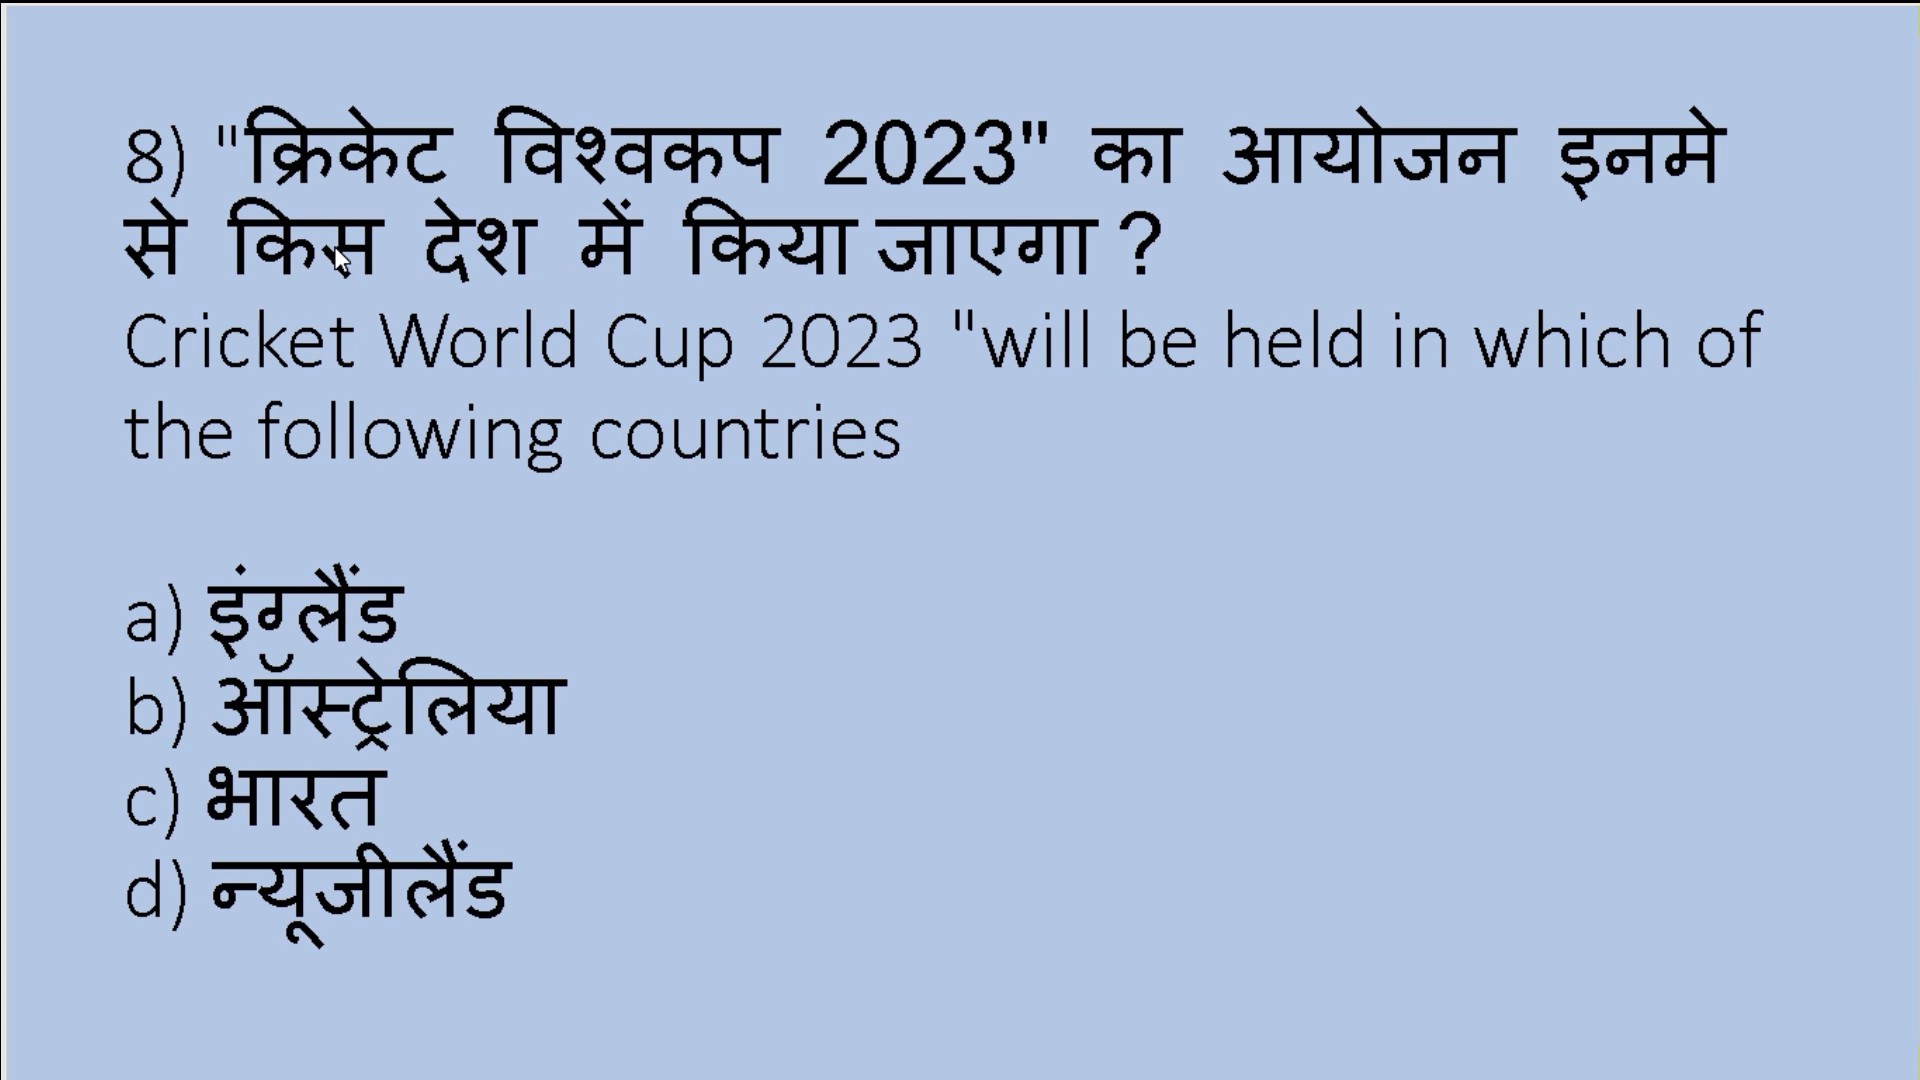 8) "क्रिकेट विश्वकप 2023" का आयोजन इनमे
से किस देश में किया जाएगा ?
Cricket World Cup 2023 "will be held in which of
the following countries
a) इंग्लैंड
b) ऑस्ट्रेलिया
c) भारत
d) न्यूजीलैंड